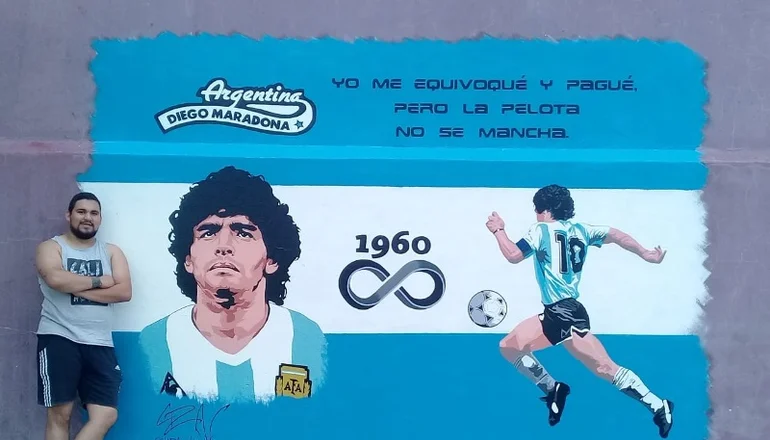 Argentina
DIEGO MARADONA
YO ME EQUIVOQUÉ Y PAGUÉ,
PERO LA PELOTA
NO SE MANCHA.
1960
10
AFA